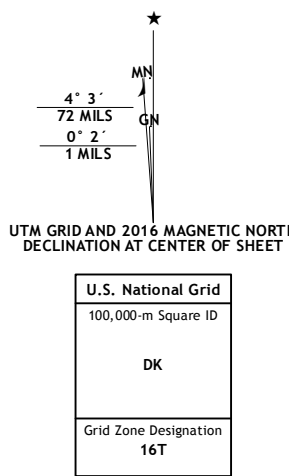 ★
MN
4° 3´
72 MILS
GN
0° 2´
1 MILS
UTM GRID AND 2016 MAGNETIC NORTH
DECLINATION AT CENTER OF SHEET
U.S. National Grid
100,000-m Square ID
DK
Grid Zone Designation
16T